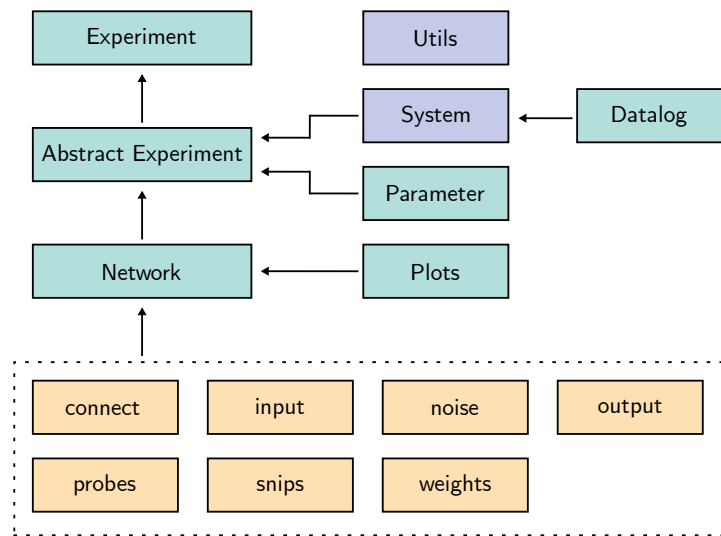 Experiment
Utils
System
Datalog
Abstract Experiment
Parameter
Network
Plots
connect
input
noise
output
probes
snips
weights